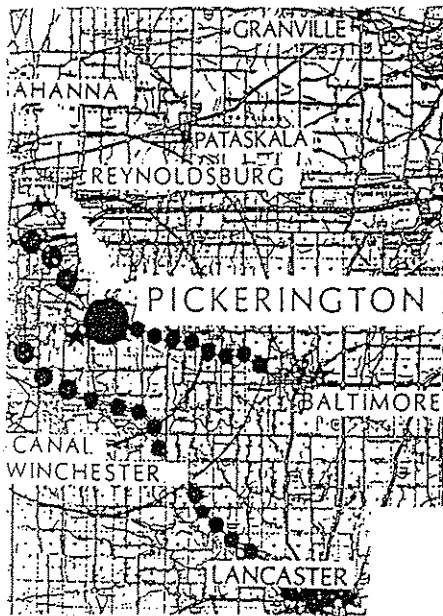 GRANVILLE
AHANNA
PATASKALA
REYNOLDSBURG
PICKERINGTON
BALTIMORE
CANAL
WINCHESTER
LANCASTER